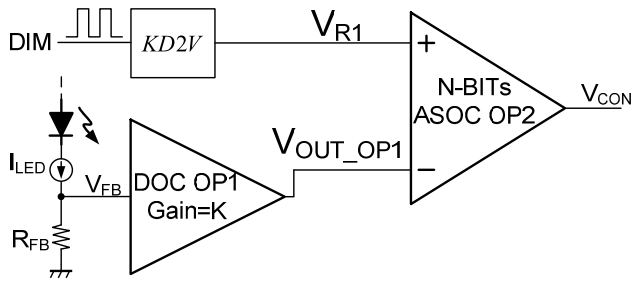 DIM
KD2V
VR1
N-BITs
ASOC OP2
VCON
ILED
VFB
DOC OP1
Gain=K
VOUT_OP1
RFB